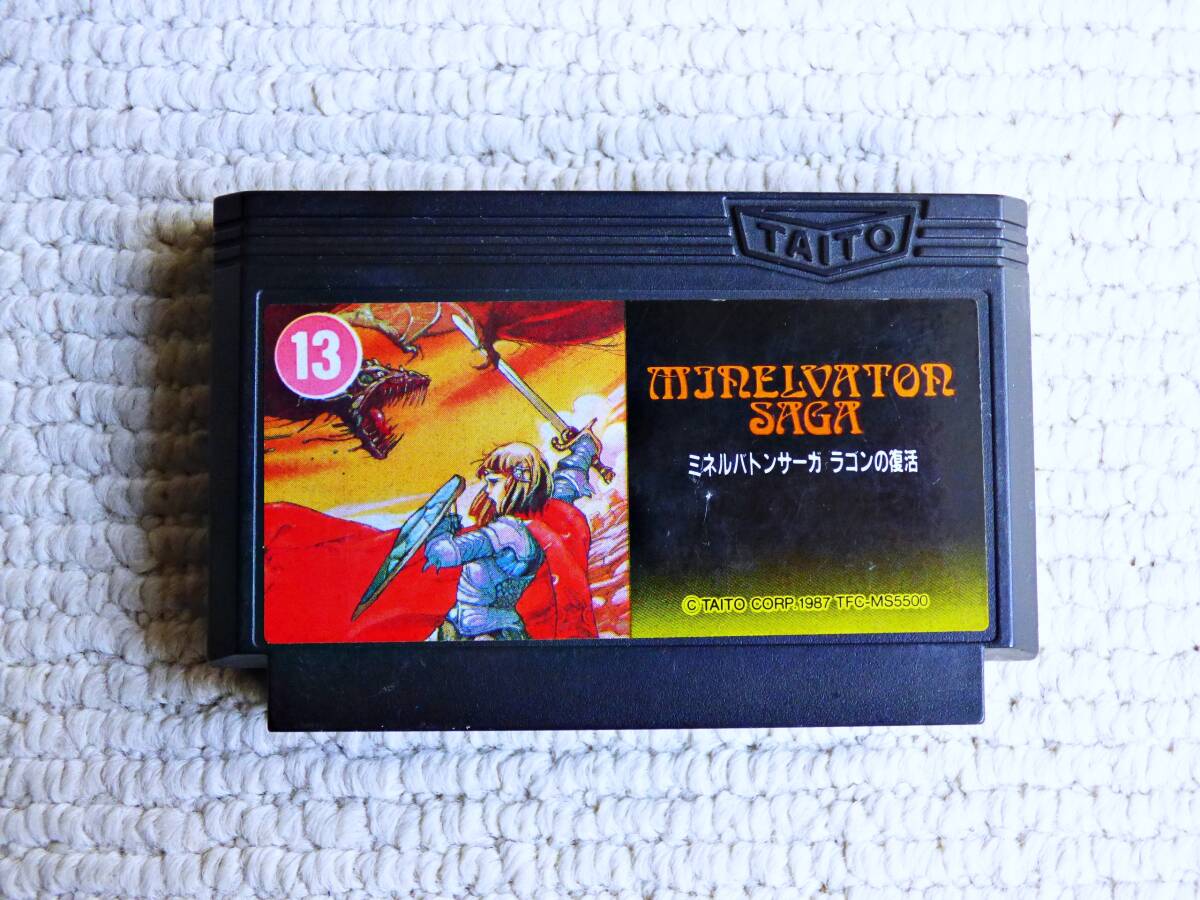 TAITO
13
MINELVATON
SAGA
ミネルバトンサーガ ラゴンの復活
© TAITO CORP. 1987 TFC-MS5500